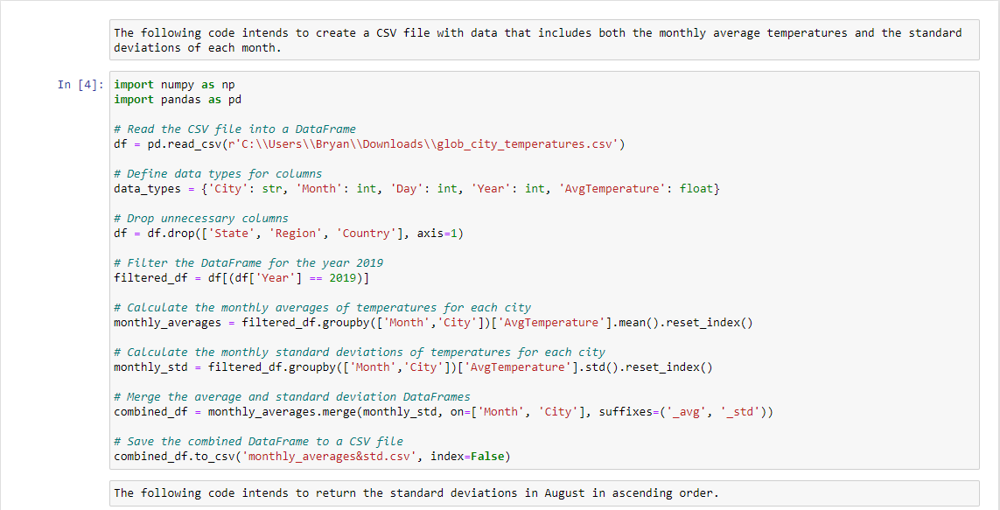 The following code intends to create a CSV file with data that includes both the monthly average temperatures and the standard
deviations of each month.
In [4]:
import numpy as np
import pandas as pd
# Read the CSV file into a DataFrame
df = pd.read_csv(r'C:\\Users\\Bryan\\Downloads\\glob_city_temperatures.csv')
# Define data types for columns
data_types = {'City': str, 'Month': int, 'Day': int, 'Year': int, 'AvgTemperature': float}
# Drop unnecessary columns
df = df.drop(['State', 'Region', 'Country'], axis=1)
# Filter the DataFrame for the year 2019
filtered_df = df[(df['Year'] == 2019)]
# Calculate the monthly averages of temperatures for each city
monthly_averages = filtered_df.groupby(['Month','City'])['AvgTemperature'].mean().reset_index()
# Calculate the monthly standard deviations of temperatures for each city
monthly_std = filtered_df.groupby(['Month','City'])['AvgTemperature'].std().reset_index()
# Merge the average and standard deviation DataFrames
combined_df = monthly_averages.merge(monthly_std, on=['Month', 'City'], suffixes=('_avg', '_std'))
# Save the combined DataFrame to a CSV file
combined_df.to_csv('monthly_averages&std.csv', index=False)
The following code intends to return the standard deviations in August in ascending order.